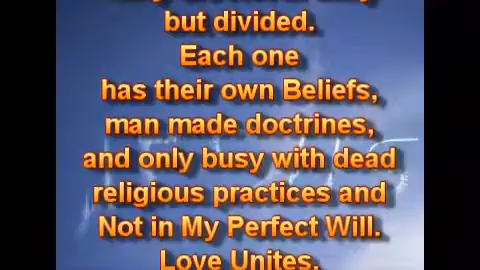 but divided.
Each one
has their own Beliefs,
man made doctrines,
and only busy with dead
religious practices and
Not in My Perfect Will.
Love Unites.